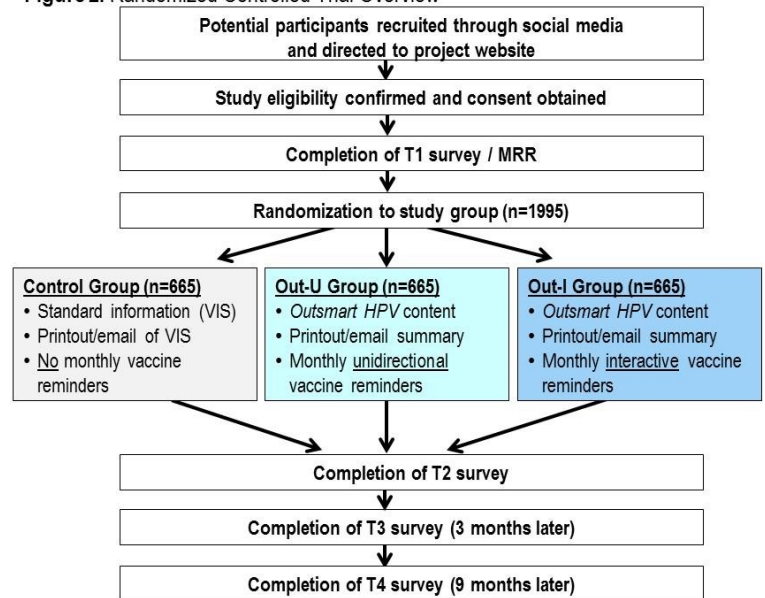 Figure 2. Randomized Controlled Trial Overview.
Potential participants recruited through social media
and directed to project website
Study eligibility confirmed and consent obtained
Completion of T1 survey / MRR
Randomization to study group (n=1995)
Control Group (n=665)
• Standard information (VIS)
• Printout/email of VIS
• No monthly vaccine
reminders
Out-U Group (n=665)
• Outsmart HPV content
• Printout/email summary
• Monthly unidirectional
vaccine reminders
Out-I Group (n=665)
• Outsmart HPV content
• Printout/email summary
• Monthly interactive vaccine
reminders
Completion of T2 survey
Completion of T3 survey (3 months later)
Completion of T4 survey (9 months later)